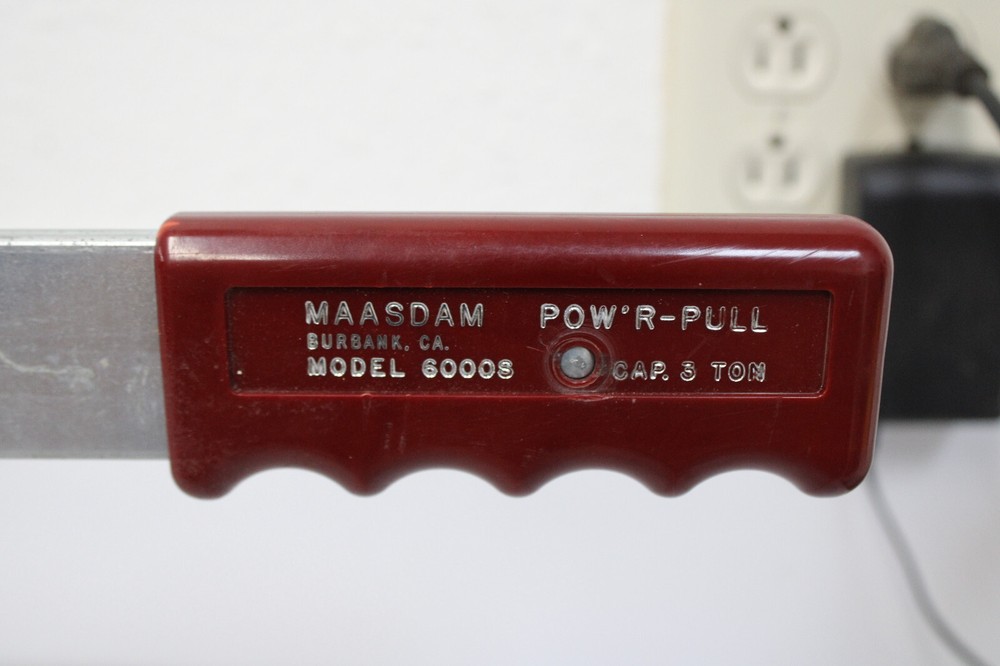 MAASDAM POW'R-PULL
BURBANK, CA.
MODEL 6000S CAP. 3 TON